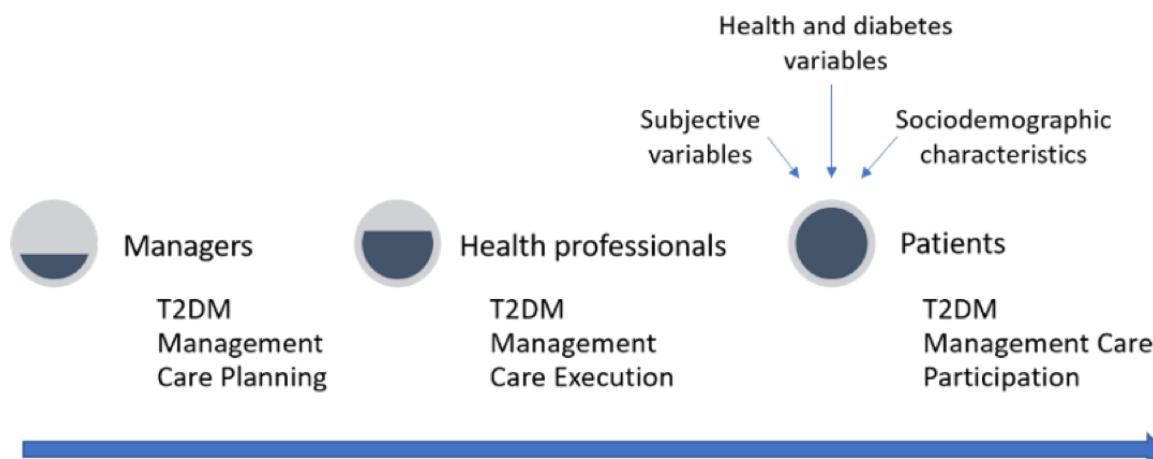 Health and diabetes
variables
Subjective
variables
Sociodemographic
characteristics
Managers
T2DM
Management
Care Planning
Health professionals
T2DM
Management
Care Execution
Patients
T2DM
Management Care
Participation